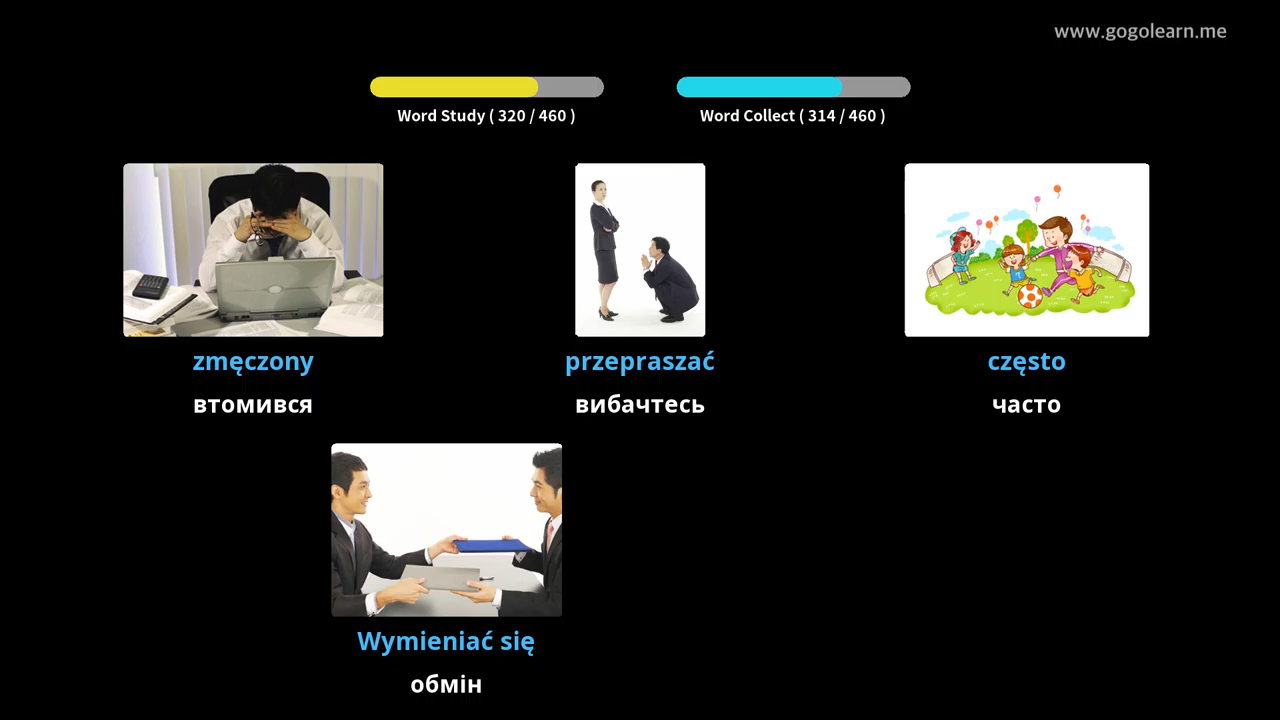 www.gogolearn.me
Word Study ( 320 / 460 )
Word Collect ( 314 / 460 )
zmęczony
втомився
przepraszać
вибачтесь
często
часто
Wymieniać się
обмін